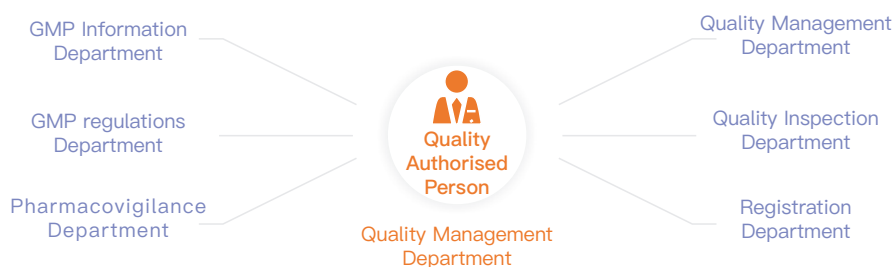 GMP Information
Department
GMP regulations
Department
Pharmacovigilance
Department
Quality
Authorised
Person
Quality Management
Department
Quality Management
Department
Quality Inspection
Department
Registration
Department